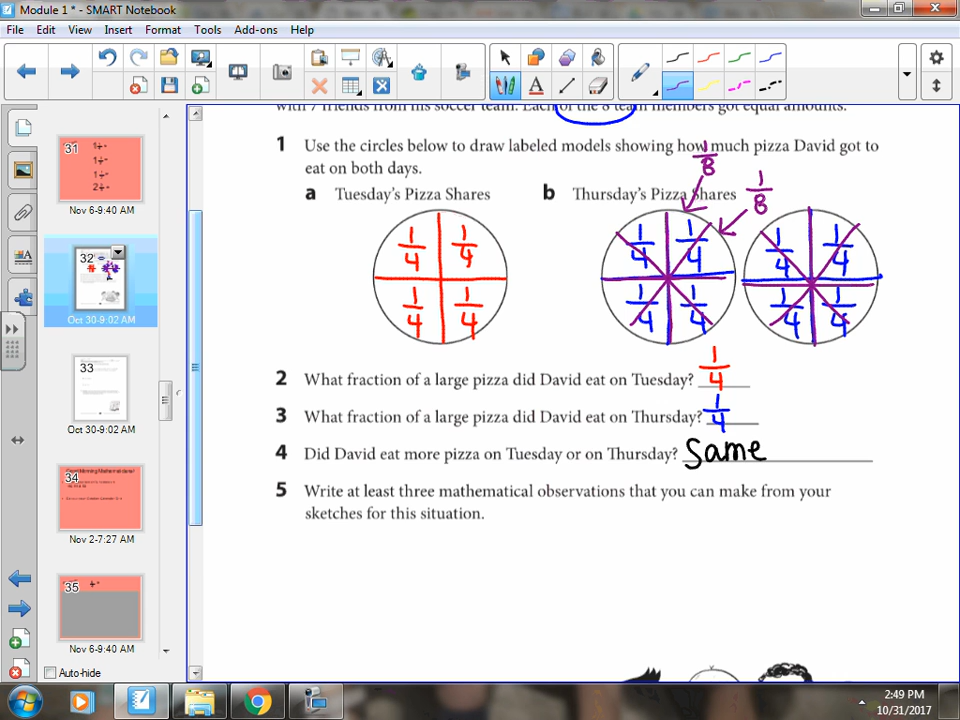 Module 1 * - SMART Notebook
File Edit View Insert Format Tools Add-ons Help
31
Nov 6-9:40 AM
32
Oct 30-9:02 AM
33
Oct 30-9:02 AM
34
Nov 2-7:27 AM
35
Nov 6-9:40 AM
Auto-hide
with 7 friends from his soccer team. Each of the 8 team members got equal amounts.
1 Use the circles below to draw labeled models showing how much pizza David got to
eat on both days.
1/8
a Tuesday's Pizza Shares b Thursday's Pizza Shares 1/8
1/4 1/4 1/4 1/4 1/4 1/4
1/4 1/4 1/4 1/4 1/4 1/4
2 What fraction of a large pizza did David eat on Tuesday? 1/4
3 What fraction of a large pizza did David eat on Thursday? 1/4
4 Did David eat more pizza on Tuesday or on Thursday? Same
5 Write at least three mathematical observations that you can make from your
sketches for this situation.
2:49 PM
10/31/2017